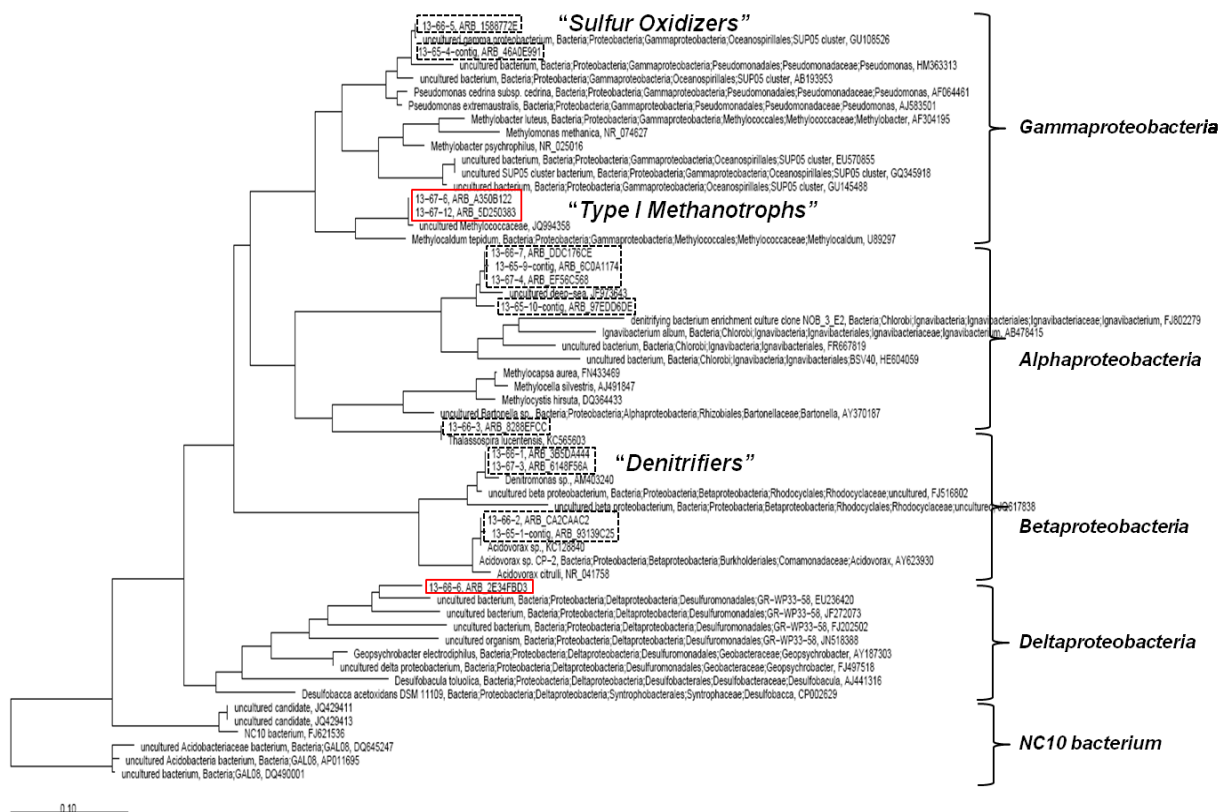 13-66-5, ARB_1588772E
"Sulfur Oxidizers"
uncultured gamma proteobacterium, Bacteria;Proteobacteria;Gammaproteobacteria;Oceanospirillales;SUP05 cluster, GU108526
13-65-4-contig, ARB_46A0E991
uncultured bacterium, Bacteria;Proteobacteria;Gammaproteobacteria;Pseudomonadales;Pseudomonadaceae;Pseudomonas, HM363313
uncultured bacterium, Bacteria;Proteobacteria;Gammaproteobacteria;Oceanospirillales;SUP05 cluster, AB193953
Pseudomonas cedrina subsp. cedrina, Bacteria;Proteobacteria;Gammaproteobacteria;Pseudomonadales;Pseudomonadaceae;Pseudomonas, AF064461
Pseudomonas extremaustralis, Bacteria;Proteobacteria;Gammaproteobacteria;Pseudomonadales;Pseudomonadaceae;Pseudomonas, AJ583501
Methylobacter luteus, Bacteria;Proteobacteria;Gammaproteobacteria;Methylococcales;Methylococcaceae;Methylobacter, AF304195
Gammaproteobacteria
Methylomonas methanica, NR_074627
Methylobacter psychrophilus, NR_025016
uncultured bacterium, Bacteria;Proteobacteria;Gammaproteobacteria;Oceanospirillales;SUP05 cluster, EU570855
uncultured SUP05 cluster bacterium, Bacteria;Proteobacteria;Gammaproteobacteria;Oceanospirillales;SUP05 cluster, GQ345918
uncultured bacterium, Bacteria;Proteobacteria;Gammaproteobacteria;Oceanospirillales;SUP05 cluster, GU145488
13-67-6, ARB_A350B122
13-67-12, ARB_5D250383
"Type I Methanotrophs"
uncultured Methylococcaceae, JQ994358
Methylocaldum tepidum, Bacteria;Proteobacteria;Gammaproteobacteria;Methylococcales;Methylococcaceae;Methylocaldum, U89297
13-66-7, ARB_DDC176CE
13-65-9-contig, ARB_6C0A1174
13-67-4, ARB_EF56C568
uncultured deep-sea, JF973643
13-65-10-contig, ARB_97EDD6DE
denitrifying bacterium enrichment culture clone NOB_3_E2, Bacteria;Chlorobi;Ignavibacteria;Ignavibacteriales;Ignavibacteriaceae;Ignavibacterium, FJ802279
Ignavibacterium album, Bacteria;Chlorobi;Ignavibacteria;Ignavibacteriales;Ignavibacteriaceae;Ignavibacterium, AB478415
uncultured bacterium, Bacteria;Chlorobi;Ignavibacteria;Ignavibacteriales, FR667819
uncultured bacterium, Bacteria;Chlorobi;Ignavibacteria;Ignavibacteriales;BSV40, HE604059
Alphaproteobacteria
Methylocapsa aurea, FN433469
Methylocella silvestris, AJ491847
Methylocystis hirsuta, DQ364433
uncultured Bartonella sp., Bacteria;Proteobacteria;Alphaproteobacteria;Rhizobiales;Bartonellaceae;Bartonella, AY370187
13-66-3, ARB_8288EFCC
Thalassospira lucentensis, KC565603
13-66-1, ARB_3B5DA444
13-67-3, ARB_6148F56A
"Denitrifiers"
Denitromonas sp., AM403240
uncultured beta proteobacterium, Bacteria;Proteobacteria;Betaproteobacteria;Rhodocyclales;Rhodocyclaceae;uncultured, FJ516802
uncultured beta proteobacterium, Bacteria;Proteobacteria;Betaproteobacteria;Rhodocyclales;Rhodocyclaceae;uncultured, JQ617838
13-66-2, ARB_CA2CAAC2
Betaproteobacteria
13-65-1-contig, ARB_93139C25
Acidovorax sp., KC128840
Acidovorax sp. CP-2, Bacteria;Proteobacteria;Betaproteobacteria;Burkholderiales;Comamonadaceae;Acidovorax, AY623930
Acidovorax citrulli, NR_041758
13-66-6, ARB_2E34FBD3
uncultured bacterium, Bacteria;Proteobacteria;Deltaproteobacteria;Desulfuromonadales;GR-WP33-58, EU236420
uncultured bacterium, Bacteria;Proteobacteria;Deltaproteobacteria;Desulfuromonadales;GR-WP33-58, JF272073
uncultured bacterium, Bacteria;Proteobacteria;Deltaproteobacteria;Desulfuromonadales;GR-WP33-58, FJ202502
uncultured organism, Bacteria;Proteobacteria;Deltaproteobacteria;Desulfuromonadales;GR-WP33-58, JN518388
Deltaproteobacteria
Geopsychrobacter electrodiphilus, Bacteria;Proteobacteria;Deltaproteobacteria;Desulfuromonadales;Geobacteraceae;Geopsychrobacter, AY187303
uncultured delta proteobacterium, Bacteria;Proteobacteria;Deltaproteobacteria;Desulfuromonadales;Geobacteraceae;Geopsychrobacter, FJ497518
Desulfobacula toluolica, Bacteria;Proteobacteria;Deltaproteobacteria;Desulfobacterales;Desulfobacteraceae;Desulfobacula, AJ441316
Desulfobacca acetoxidans DSM 11109, Bacteria;Proteobacteria;Deltaproteobacteria;Syntrophobacterales;Syntrophaceae;Desulfobacca, CP002629
uncultured candidate, JQ429411
uncultured candidate, JQ429413
NC10 bacterium, FJ621536
NC10 bacterium
uncultured Acidobacteriaceae bacterium, Bacteria;GAL08, DQ645247
uncultured Acidobacteria bacterium, Bacteria;GAL08, AP011695
uncultured bacterium, Bacteria;GAL08, DQ490001
0.10